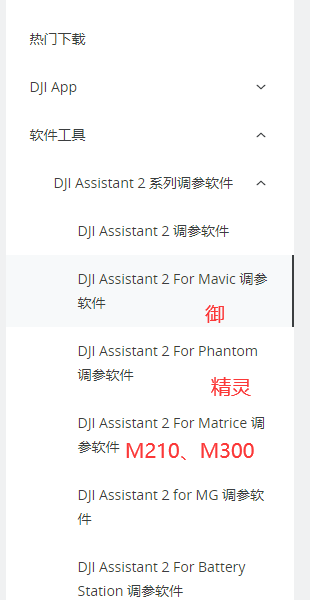 热门下载
DJI App
软件工具
DJI Assistant 2 系列调参软件
DJI Assistant 2 调参软件
DJI Assistant 2 For Mavic 调参
软件
御
DJI Assistant 2 For Phantom
调参软件
精灵
DJI Assistant 2 For Matrice 调
参软件 M210、M300
DJI Assistant 2 for MG 调参软
件
DJI Assistant 2 For Battery
Station 调参软件